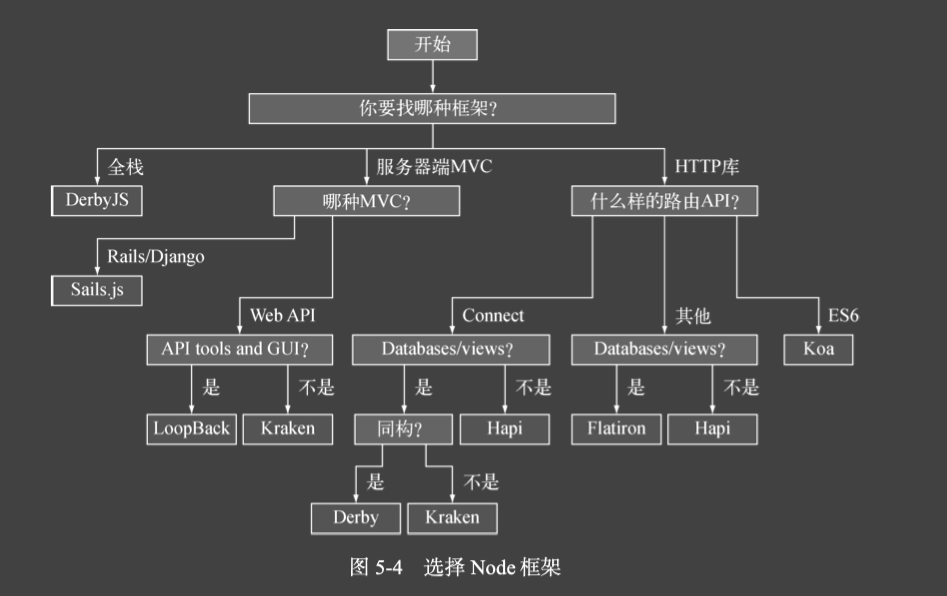 开始
你要找哪种框架？
全栈
服务器端MVC
HTTP库
DerbyJS
哪种MVC？
什么样的路由API？
Rails/Django
Sails.js
Web API
Connect
其他
ES6
API tools and GUI？
Databases/views？
Databases/views？
Koa
是
不是
是
不是
是
不是
LoopBack
Kraken
同构？
Hapi
Flatiron
Hapi
是
不是
Derby
Kraken
图 5-4 选择 Node 框架